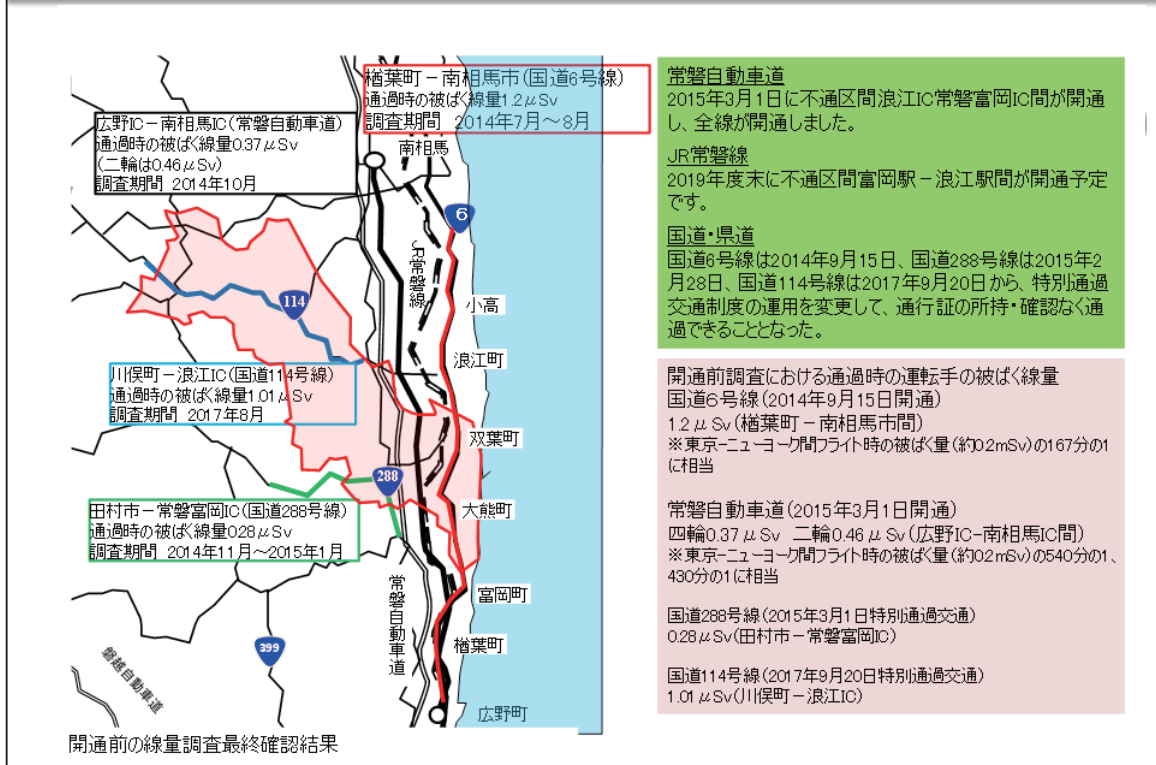 楢葉町－南相馬市(国道6号線)
通過時の被ばく線量1.2μSv
調査期間 2014年7月～8月
広野IC－南相馬IC(常磐自動車道)
通過時の被ばく線量0.37μSv
(二輪は0.46μSv)
調査期間 2014年10月
南相馬
6
JR常磐線
114
小高
浪江町
川俣町－浪江IC(国道114号線)
通過時の被ばく線量1.01μSv
調査期間 2017年8月
双葉町
288
大熊町
田村市－常磐富岡IC(国道288号線)
通過時の被ばく線量0.28μSv
調査期間 2014年11月～2015年1月
富岡町
常磐自動車道
楢葉町
399
磐越自動車道
広野町
開通前の線量調査最終確認結果
常磐自動車道
2015年3月1日に不通区間浪江IC常磐富岡IC間が開通
し、全線が開通しました。
JR常磐線
2019年度末に不通区間富岡駅－浪江駅間が開通予定
です。
国道・県道
国道6号線は2014年9月15日、国道288号線は2015年2
月28日、国道114号線は2017年9月20日から、特別通過
交通制度の運用を変更して、通行証の所持・確認なく通
過できることとなった。
開通前調査における通過時の運転手の被ばく線量
国道6号線(2014年9月15日開通)
1.2μSv(楢葉町－南相馬市間)
※東京-ニューヨーク間フライト時の被ばく量(約0.2mSv)の167分の1
に相当
常磐自動車道(2015年3月1日開通)
四輪0.37μSv 二輪0.46μSv(広野IC-南相馬IC間)
※東京-ニューヨーク間フライト時の被ばく量(約0.2mSv)の540分の1、
430分の1に相当
国道288号線(2015年3月1日特別通過交通)
0.28μSv(田村市－常磐富岡IC)
国道114号線(2017年9月20日特別通過交通)
1.01μSv(川俣町－浪江IC)